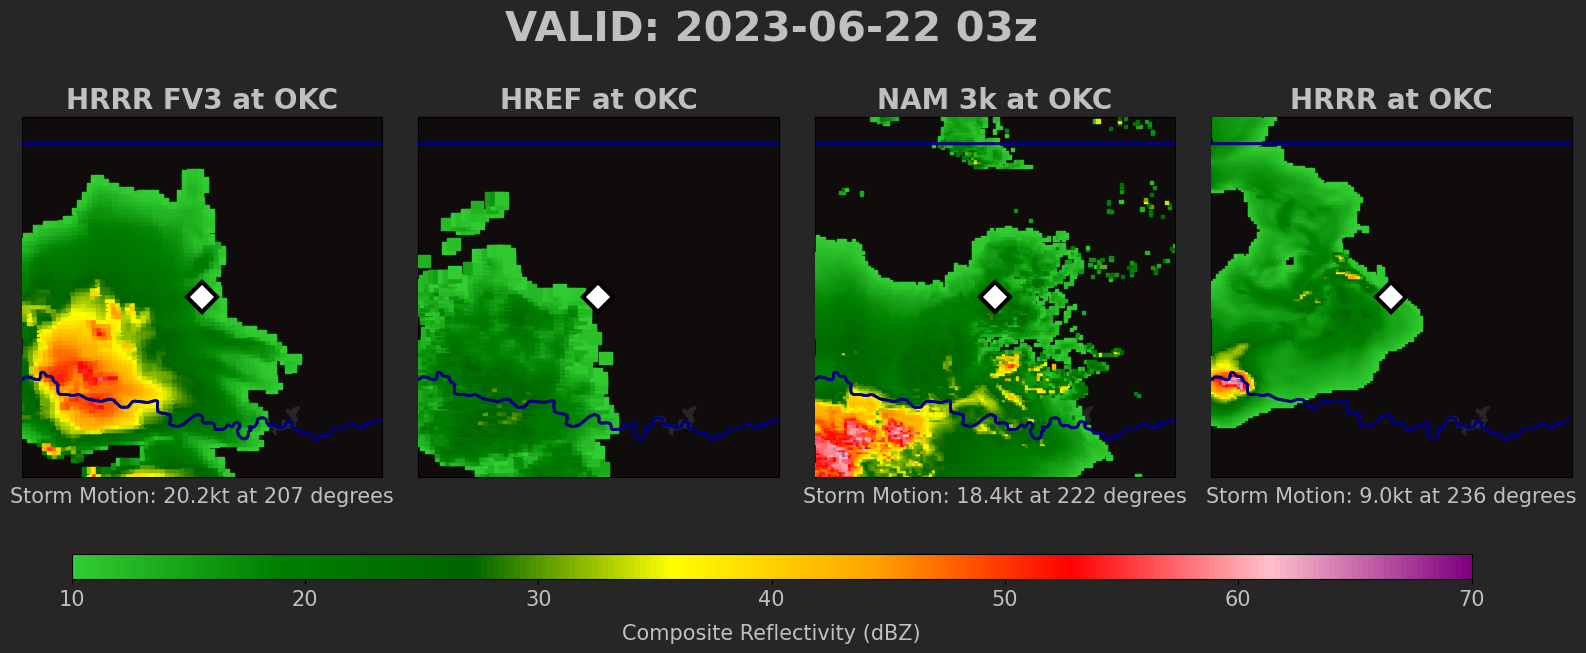 VALID: 2023-06-22 03z
HRRR FV3 at OKC
HREF at OKC
NAM 3k at OKC
HRRR at OKC
Storm Motion: 20.2kt at 207 degrees
Storm Motion: 18.4kt at 222 degrees
Storm Motion: 9.0kt at 236 degrees
10 20 30 40 50 60 70
Composite Reflectivity (dBZ)